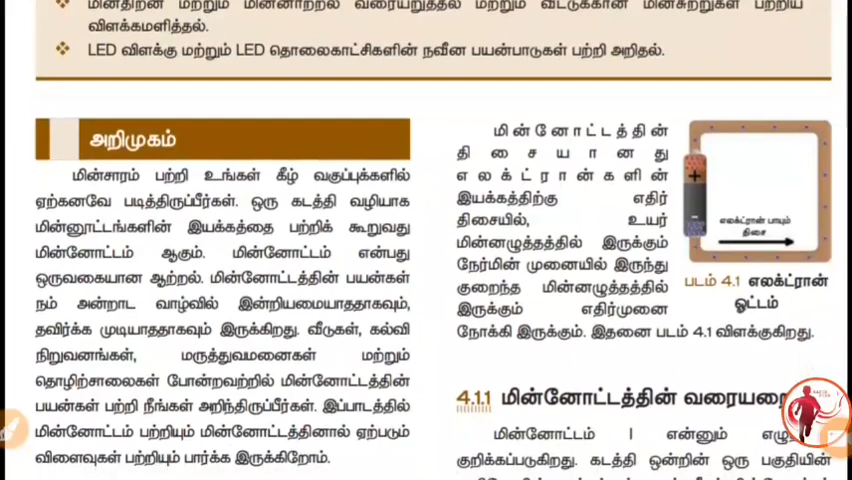 மின்திறன் மற்றும் மின்னாற்றல் வரையறுத்தல் மற்றும் வீட்டுக்கான மின்சுற்றுகள் பற்றிய
விளக்கமளித்தல்.
❖ LED விளக்கு மற்றும் LED தொலைகாட்சிகளின் நவீன பயன்பாடுகள் பற்றி அறிதல்.
அறிமுகம்
மின்சாரம் பற்றி உங்கள் கீழ் வகுப்புக்களில்
ஏற்கனவே படித்திருப்பீர்கள். ஒரு கடத்தி வழியாக
மின்னூட்டங்களின் இயக்கத்தை பற்றிக் கூறுவது
மின்னோட்டம் ஆகும். மின்னோட்டம் என்பது
ஒருவகையான ஆற்றல். மின்னோட்டத்தின் பயன்கள்
நம் அன்றாட வாழ்வில் இன்றியமையாததாகவும்,
தவிர்க்க முடியாததாகவும் இருக்கிறது. வீடுகள், கல்வி
நிறுவனங்கள், மருத்துவமனைகள் மற்றும்
தொழிற்சாலைகள் போன்றவற்றில் மின்னோட்டத்தின்
பயன்கள் பற்றி நீங்கள் அறிந்திருப்பீர்கள். இப்பாடத்தில்
மின்னோட்டம் பற்றியும் மின்னோட்டத்தினால் ஏற்படும்
விளைவுகள் பற்றியும் பார்க்க இருக்கிறோம்.
மின்னோட்டத்தின்
திசையானது
எலக்ட்ரான்களின்
இயக்கத்திற்கு எதிர்
திசையில், உயர்
மின்னழுத்தத்தில் இருக்கும்
நேர்மின் முனையில் இருந்து
குறைந்த மின்னழுத்தத்தில்
இருக்கும் எதிர்முனை
நோக்கி இருக்கும். இதனை படம் 4.1 விளக்குகிறது.
+
-
எலக்ட்ரான் பாயும்
திசை
படம் 4.1 எலக்ட்ரான்
ஓட்டம்
4.1.1 மின்னோட்டத்தின்
மின்னோட்டம் I என்னும்
குறிக்கப்படுகிறது. கடத்தி ஒன்றின் ஒரு பகுதியின்